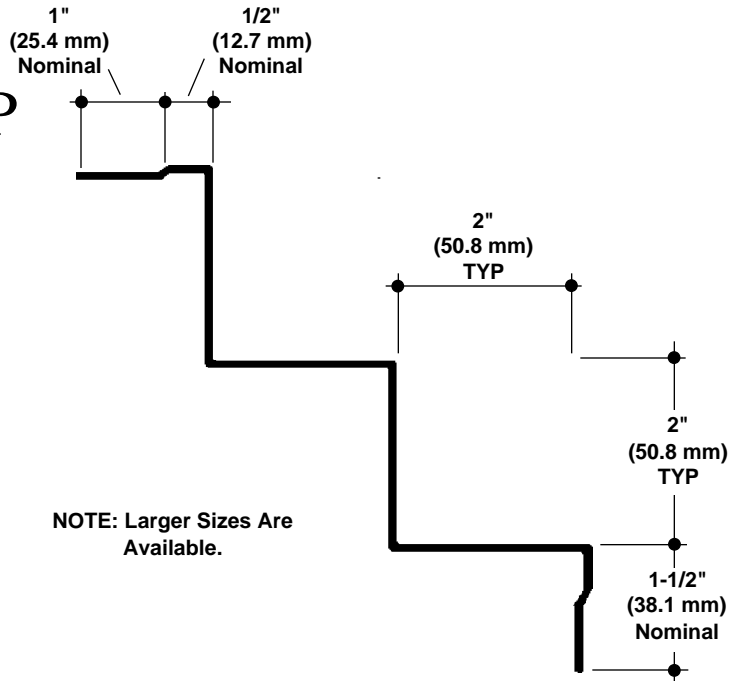 1"
(25.4 mm)
Nominal
1/2"
(12.7 mm)
Nominal
P
2"
(50.8 mm)
TYP
2"
(50.8 mm)
TYP
NOTE: Larger Sizes Are
Available.
1-1/2"
(38.1 mm)
Nominal